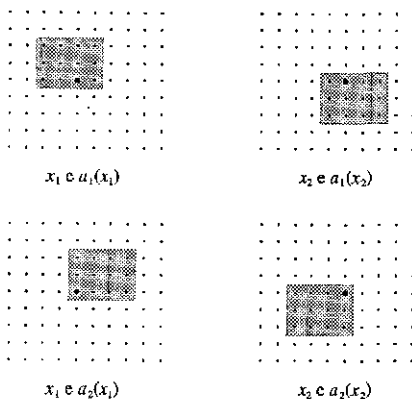 x₁ e a₁(x₁)
x₂ e a₁(x₂)
x₁ e a₂(x₁)
x₂ e a₂(x₂)